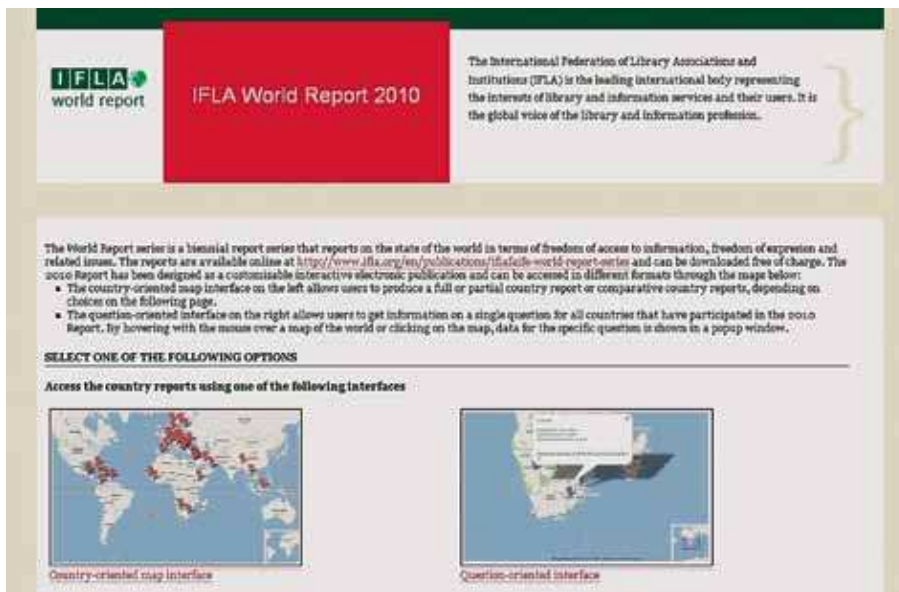 IFLA
world report
IFLA World Report 2010
The International Federation of Library Associations and
Institutions (IFLA) is the leading international body representing
the interests of library and information services and their users. It is
the global voice of the library and information profession.
The World Report series is a biennial report series that reports on the state of the world in terms of freedom of access to information, freedom of expression and
related issues. The reports are available online at http://www.ifla.org/en/publications/iflafaife-world-report-series and can be downloaded free of charge. The
2010 Report has been designed as a customisable interactive electronic publication and can be accessed in different formats through the maps below:
• The country-oriented map interface on the left allows users to produce a full or partial country report or comparative country reports, depending on
choices on the following page.
• The question-oriented interface on the right allows users to get information on a single question for all countries that have participated in the 2010
Report. By hovering with the mouse over a map of the world or clicking on the map, data for the specific question is shown in a popup window.
SELECT ONE OF THE FOLLOWING OPTIONS
Access the country reports using one of the following interfaces
Country-oriented map interface
Question-oriented interface